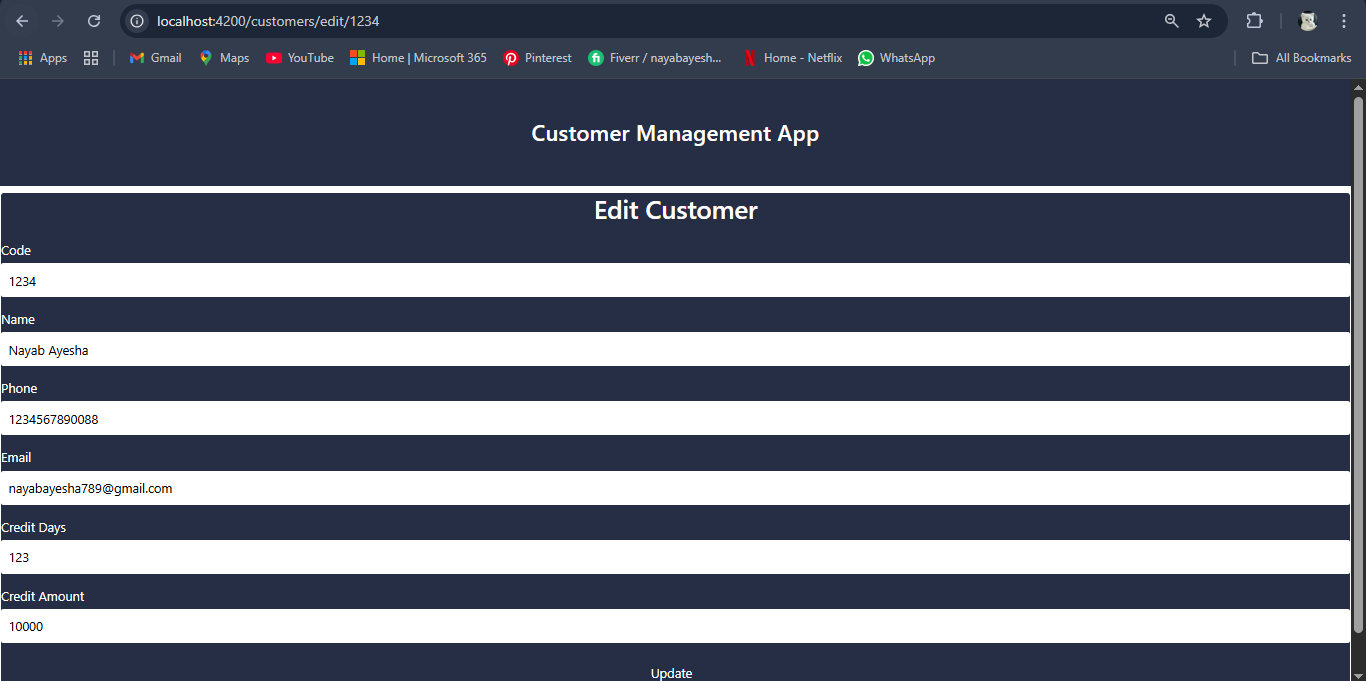 localhost:4200/customers/edit/1234
Apps Gmail Maps YouTube Home | Microsoft 365 Pinterest Fiverr / nayabayesh... Home - Netflix WhatsApp All Bookmarks
Customer Management App
Edit Customer
Code
1234
Name
Nayab Ayesha
Phone
1234567890088
Email
nayabayesha789@gmail.com
Credit Days
123
Credit Amount
10000
Update